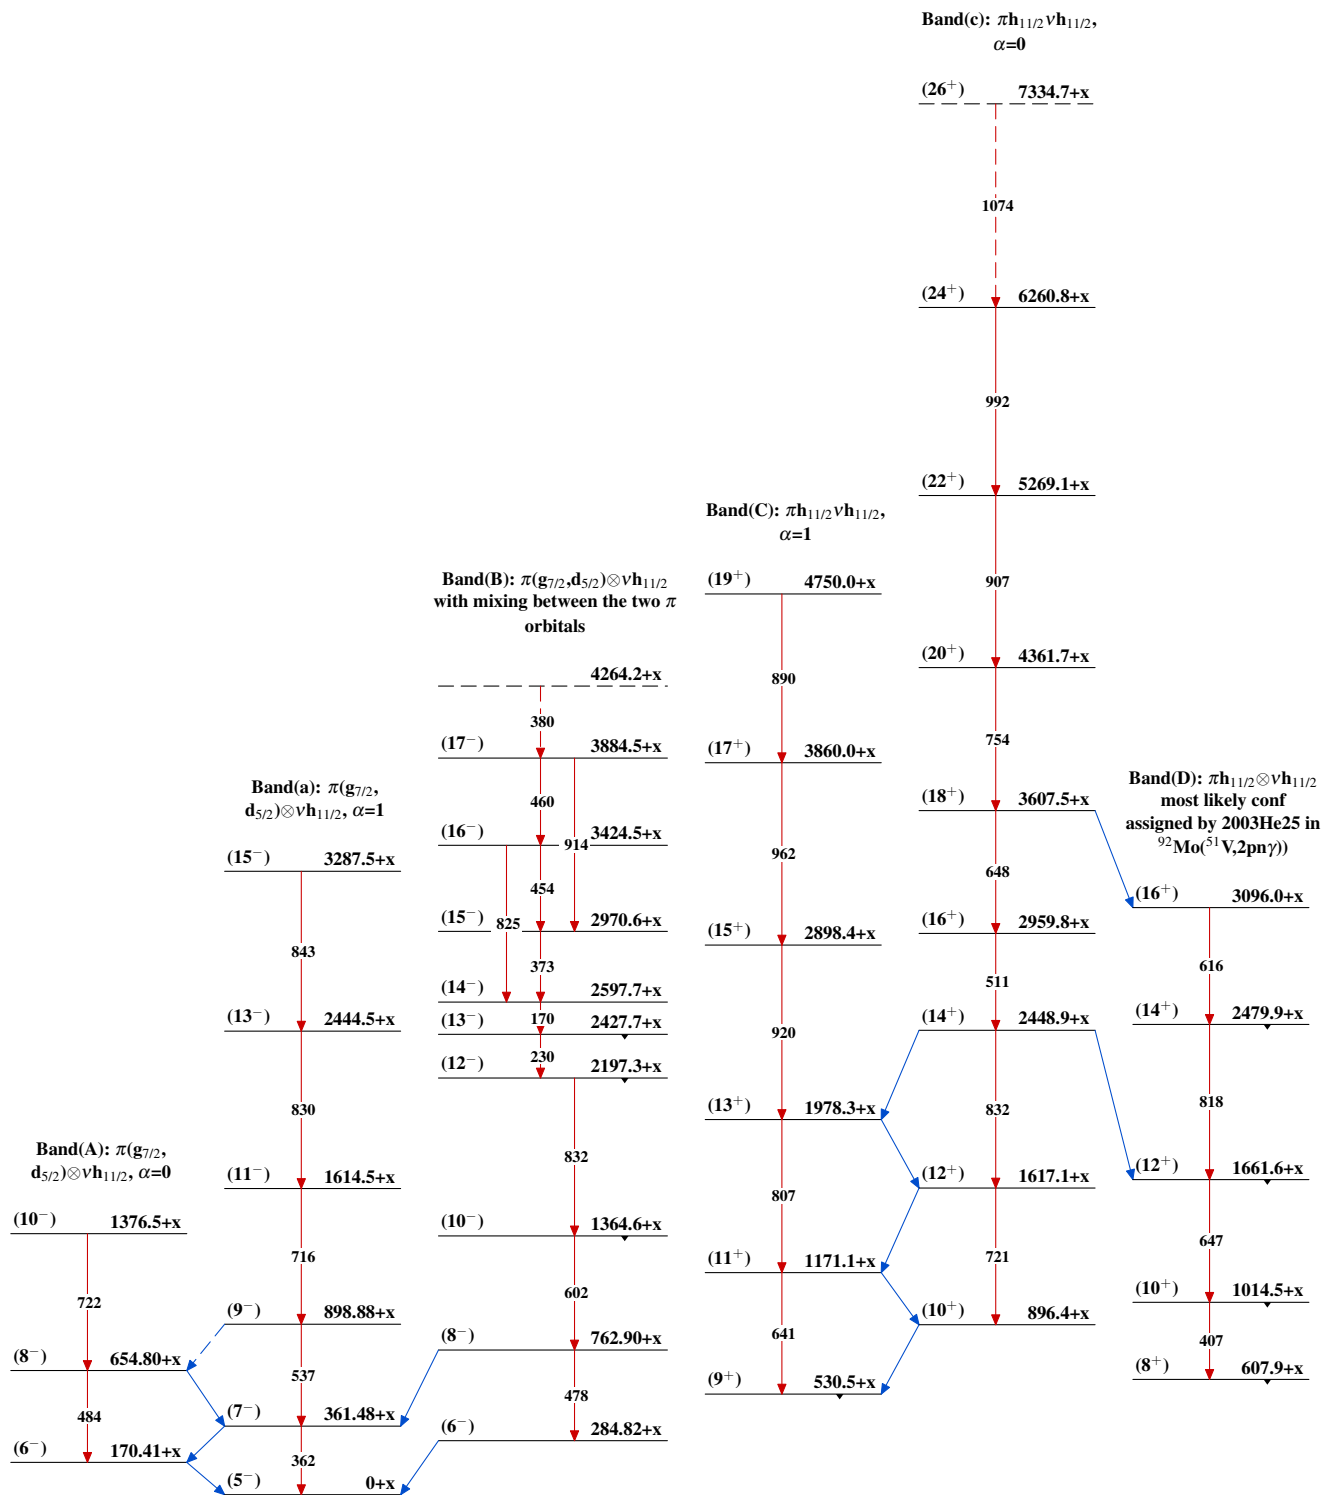 Band(A): π(g7/2,
d5/2)⊗νh11/2, α=0
(10−) 1376.5+x
722
(8−) 654.80+x
484
(6−) 170.41+x
Band(a): π(g7/2,
d5/2)⊗νh11/2, α=1
(15−) 3287.5+x
843
(13−) 2444.5+x
830
(11−) 1614.5+x
716
(9−) 898.88+x
537
(7−) 361.48+x
362
(5−) 0+x
Band(B): π(g7/2,d5/2)⊗νh11/2
with mixing between the two π
orbitals
4264.2+x
380
(17−) 3884.5+x
460
914
(16−) 3424.5+x
454
825
(15−) 2970.6+x
373
(14−) 2597.7+x
170
(13−) 2427.7+x
230
(12−) 2197.3+x
832
(10−) 1364.6+x
602
(8−) 762.90+x
478
(6−) 284.82+x
Band(C): πh11/2νh11/2,
α=1
(19+) 4750.0+x
890
(17+) 3860.0+x
962
(15+) 2898.4+x
920
(13+) 1978.3+x
807
(11+) 1171.1+x
641
(9+) 530.5+x
Band(c): πh11/2νh11/2,
α=0
(26+) 7334.7+x
1074
(24+) 6260.8+x
992
(22+) 5269.1+x
907
(20+) 4361.7+x
754
(18+) 3607.5+x
648
(16+) 2959.8+x
511
(14+) 2448.9+x
832
(12+) 1617.1+x
721
(10+) 896.4+x
Band(D): πh11/2⊗νh11/2
most likely conf
assigned by 2003He25 in
92Mo(51V,2pnγ))
(16+) 3096.0+x
616
(14+) 2479.9+x
818
(12+) 1661.6+x
647
(10+) 1014.5+x
407
(8+) 607.9+x